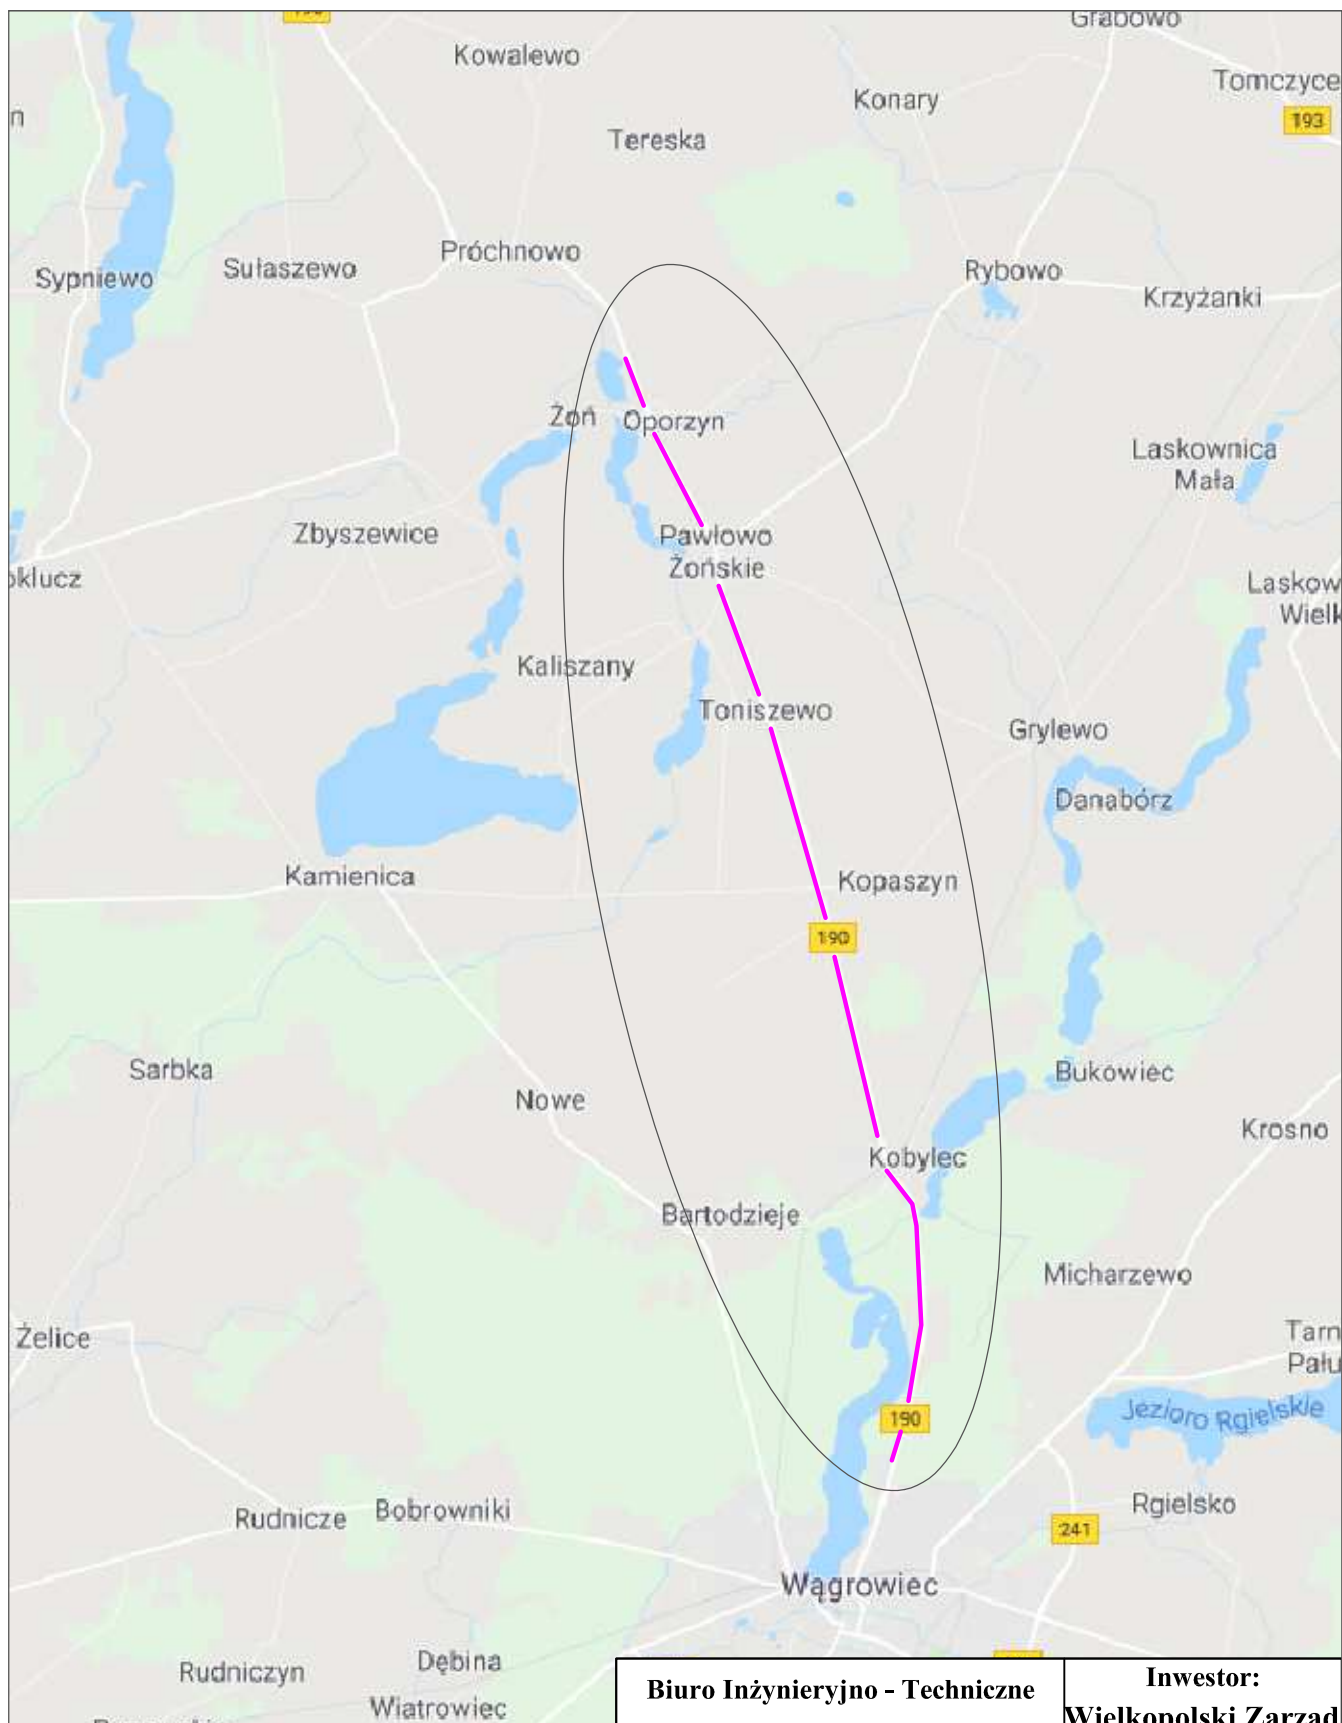 Grabowo
Kowalewo
Tomczyce
Konary
193
n
Tereska
Próchnowo
Sułaszewo
Rybowo
Sypniewo
Krzyżanki
Żoń
Oporzyn
Laskownica
Mała
Zbyszewice
Pawłowo
Żońskie
oklucz
Laskow
Wielk
Kaliszany
Toniszewo
Grylewo
Danabórz
Kamienica
Kopaszyn
190
Sarbka
Bukowiec
Nowe
Krosno
Kobylec
Bartodzieje
Micharzewo
Żelice
Tarn
Pału
Jezioro Rgielskie
190
Rgielsko
Bobrowniki
Rudnicze
241
Wągrowiec
Dębina
Rudniczyn
Wiatrowiec
Biuro Inżynieryjno - Techniczne
Inwestor:
Wielkopolski Zarząd